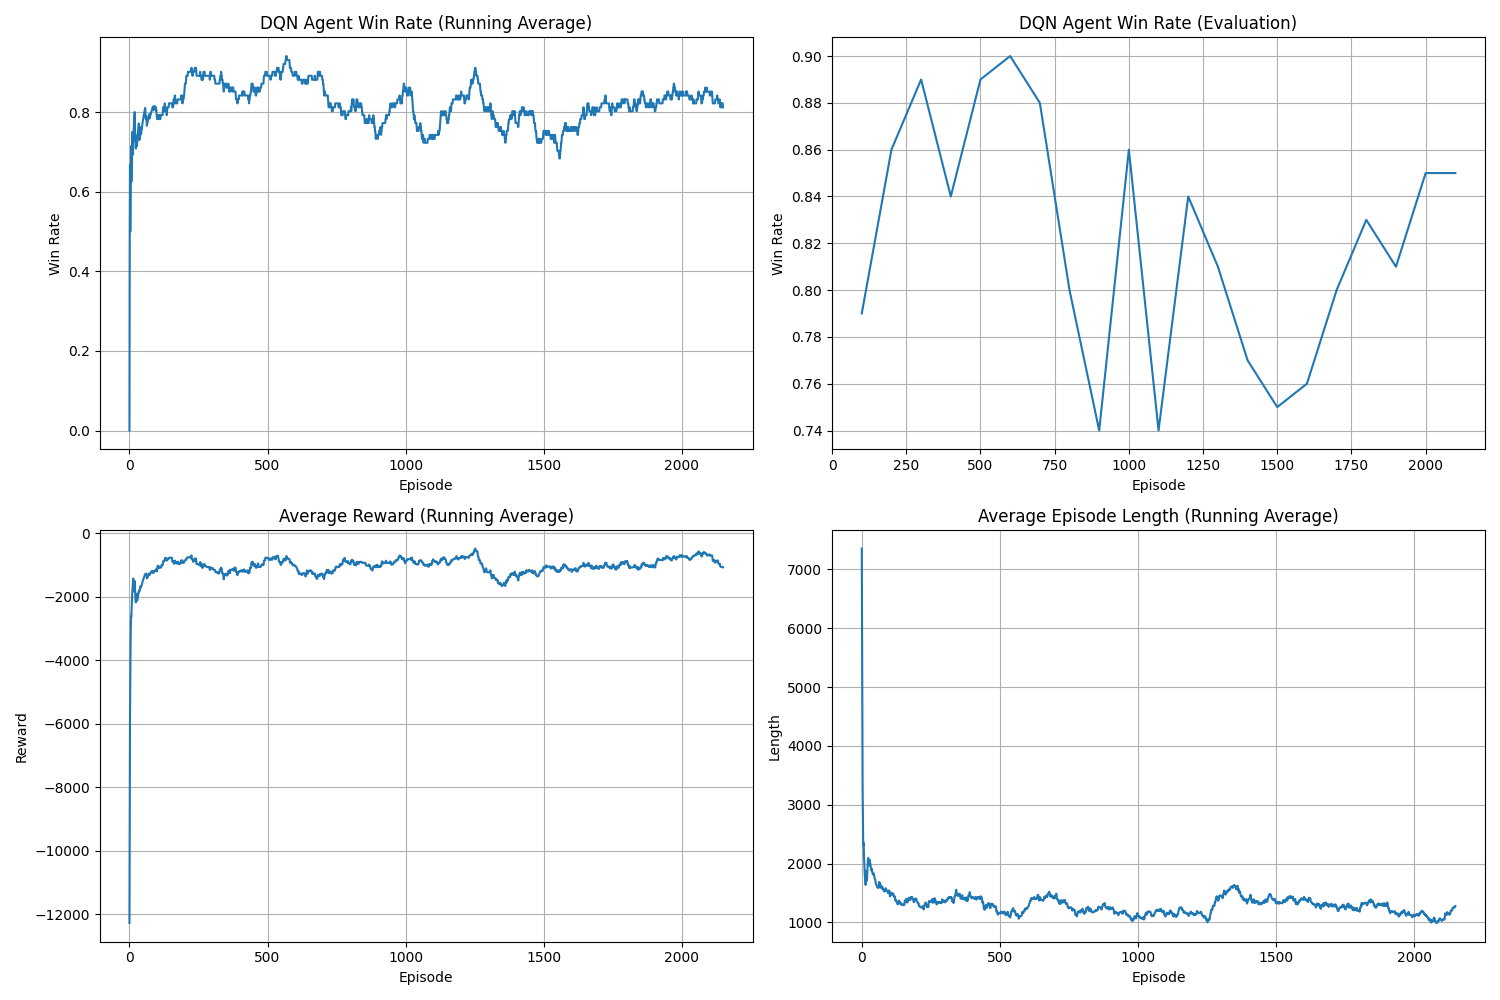 DQN Agent Win Rate (Running Average)
Win Rate
0.8
0.6
0.4
0.2
0.0
0 500 1000 1500 2000
Episode
DQN Agent Win Rate (Evaluation)
Win Rate
0.90
0.88
0.86
0.84
0.82
0.80
0.78
0.76
0.74
0 250 500 750 1000 1250 1500 1750 2000
Episode
Average Reward (Running Average)
Reward
0
−2000
−4000
−6000
−8000
−10000
−12000
0 500 1000 1500 2000
Episode
Average Episode Length (Running Average)
Length
7000
6000
5000
4000
3000
2000
1000
0 500 1000 1500 2000
Episode